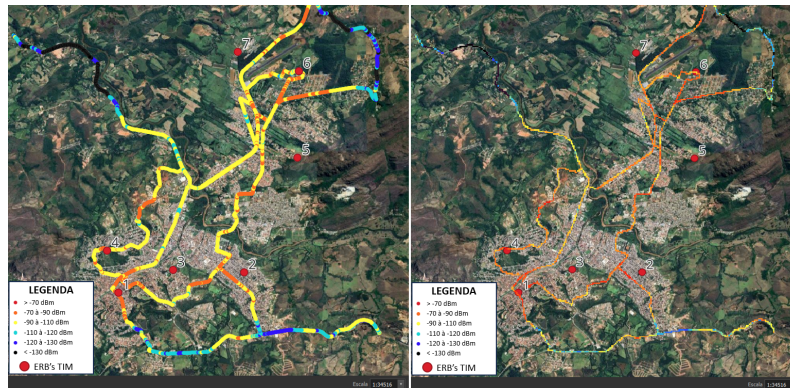 7
6
5
4
3
2
1
LEGENDA
> -70 dBm
-70 à -90 dBm
-90 à -110 dBm
-110 à -120 dBm
-120 à -130 dBm
< -130 dBm
ERB's TIM
Escala 1:34516
7
6
5
4
3
2
1
LEGENDA
> -70 dBm
-70 à -90 dBm
-90 à -110 dBm
-110 à -120 dBm
-120 à -130 dBm
< -130 dBm
ERB's TIM
Escala 1:34516